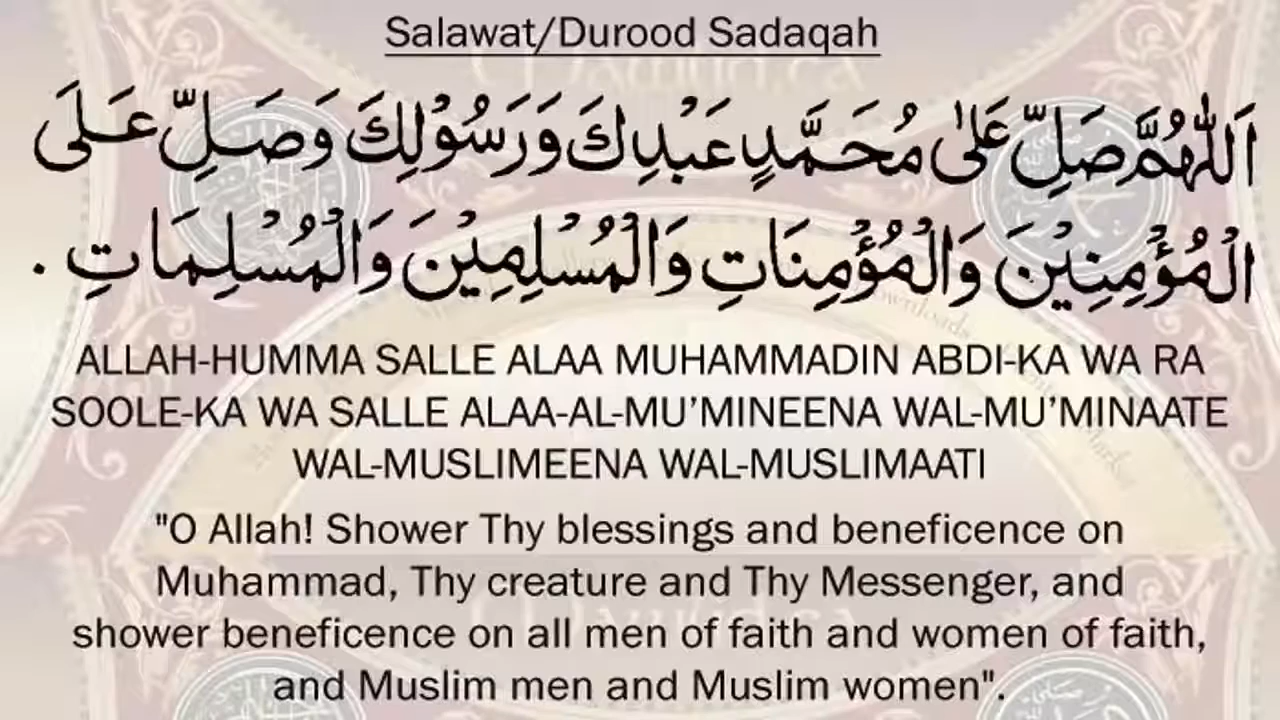 Salawat/Durood Sadaqah
اَللّٰهُمَّ صَلِّ عَلٰى مُحَمَّدٍ عَبْدِكَ وَرَسُوْلِكَ وَصَلِّ عَلَى
الْمُؤْمِنِيْنَ وَالْمُؤْمِنَاتِ وَالْمُسْلِمِيْنَ وَالْمُسْلِمَاتِ .
ALLAH-HUMMA SALLE ALAA MUHAMMADIN ABDI-KA WA RA
SOOLE-KA WA SALLE ALAA-AL-MU’MINEENA WAL-MU’MINAATE
WAL-MUSLIMEENA WAL-MUSLIMAATI
"O Allah! Shower Thy blessings and beneficence on
Muhammad, Thy creature and Thy Messenger, and
shower beneficence on all men of faith and women of faith,
and Muslim men and Muslim women".